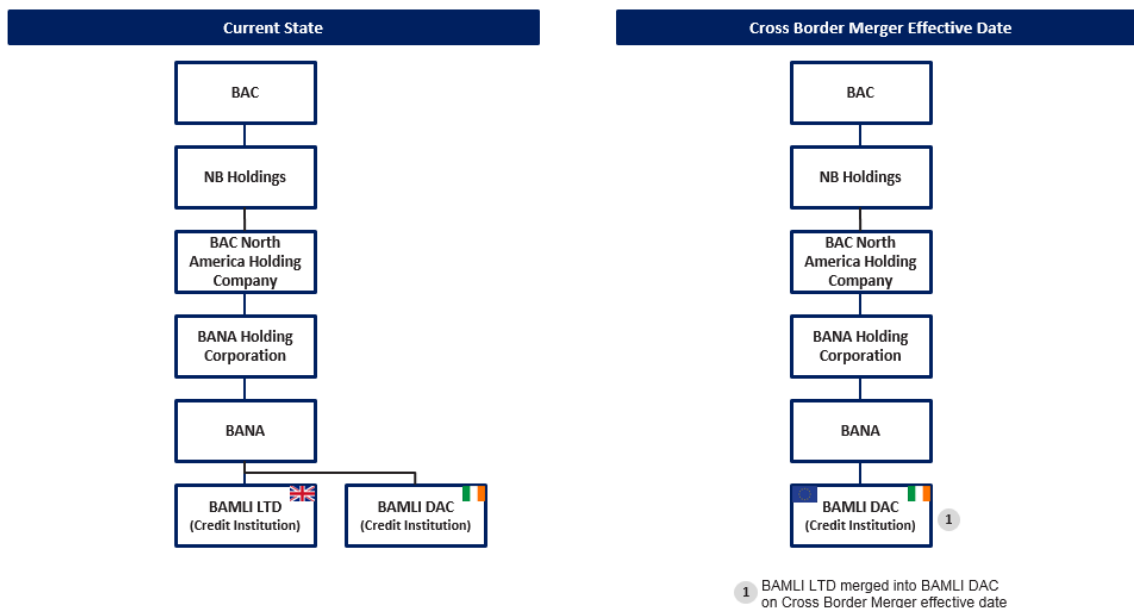 Current State
BAC
NB Holdings
BAC North
America Holding
Company
BANA Holding
Corporation
BANA
BAMLI LTD
(Credit Institution)
BAMLI DAC
(Credit Institution)
Cross Border Merger Effective Date
BAC
NB Holdings
BAC North
America Holding
Company
BANA Holding
Corporation
BANA
BAMLI DAC
(Credit Institution)
1
1 BAMLI LTD merged into BAMLI DAC
on Cross Border Merger effective date